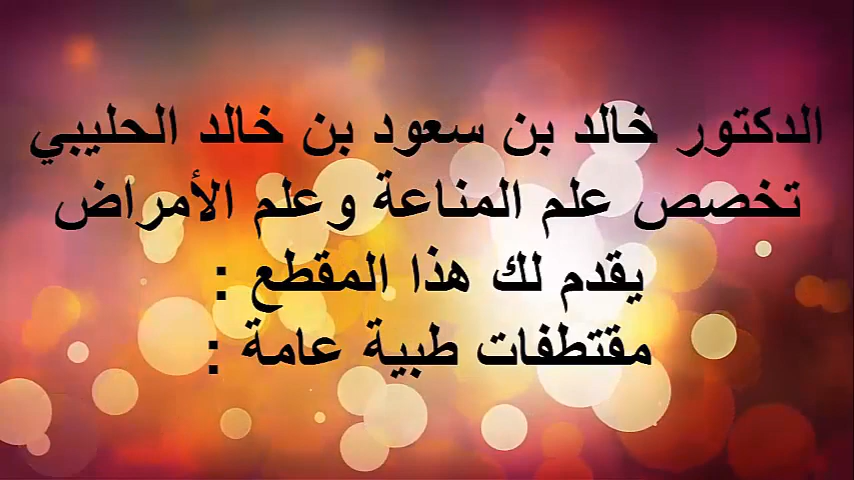 الدكتور خالد بن سعود بن خالد الحليبي
تخصص علم المناعة وعلم الأمراض
يقدم لك هذا المقطع :
مقتطفات طبية عامة :